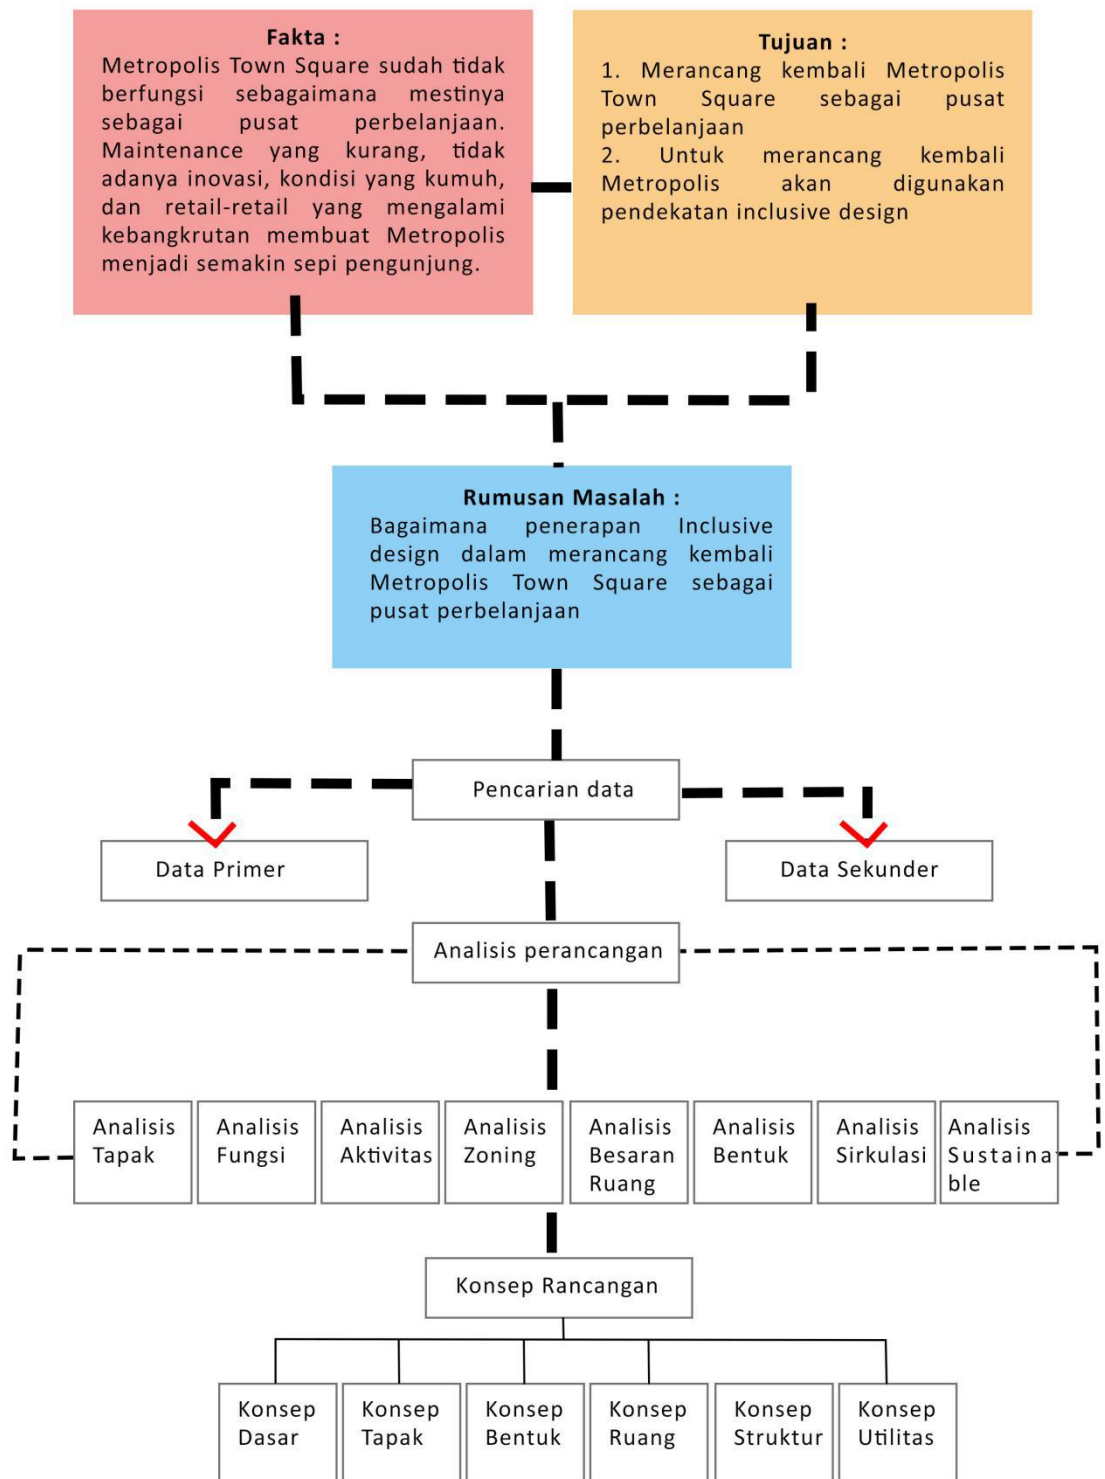 Fakta :
Metropolis Town Square sudah tidak
berfungsi sebagaimana mestinya
sebagai pusat perbelanjaan.
Maintenance yang kurang, tidak
adanya inovasi, kondisi yang kumuh,
dan retail-retail yang mengalami
kebangkrutan membuat Metropolis
menjadi semakin sepi pengunjung.
Tujuan :
1. Merancang kembali Metropolis
Town Square sebagai pusat
perbelanjaan
2. Untuk merancang kembali
Metropolis akan digunakan
pendekatan inclusive design
Rumusan Masalah :
Bagaimana penerapan Inclusive
design dalam merancang kembali
Metropolis Town Square sebagai
pusat perbelanjaan
Pencarian data
Data Primer
Data Sekunder
Analisis perancangan
Analisis
Tapak
Analisis
Fungsi
Analisis
Aktivitas
Analisis
Zoning
Analisis
Besaran
Ruang
Analisis
Bentuk
Analisis
Sirkulasi
Analisis
Sustaina
ble
Konsep Rancangan
Konsep
Dasar
Konsep
Tapak
Konsep
Bentuk
Konsep
Ruang
Konsep
Struktur
Konsep
Utilitas